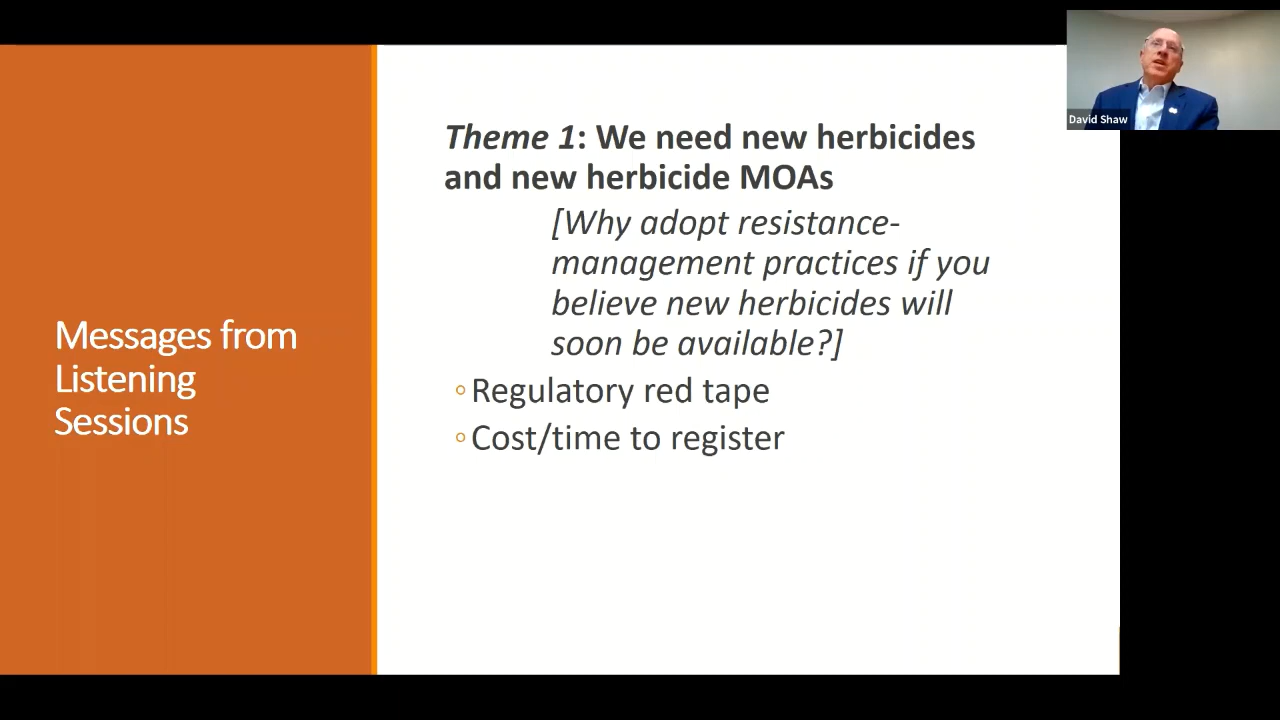 Messages from
Listening
Sessions
Theme 1: We need new herbicides
and new herbicide MOAs
[Why adopt resistance-
management practices if you
believe new herbicides will
soon be available?]
◦Regulatory red tape
◦Cost/time to register
David Shaw